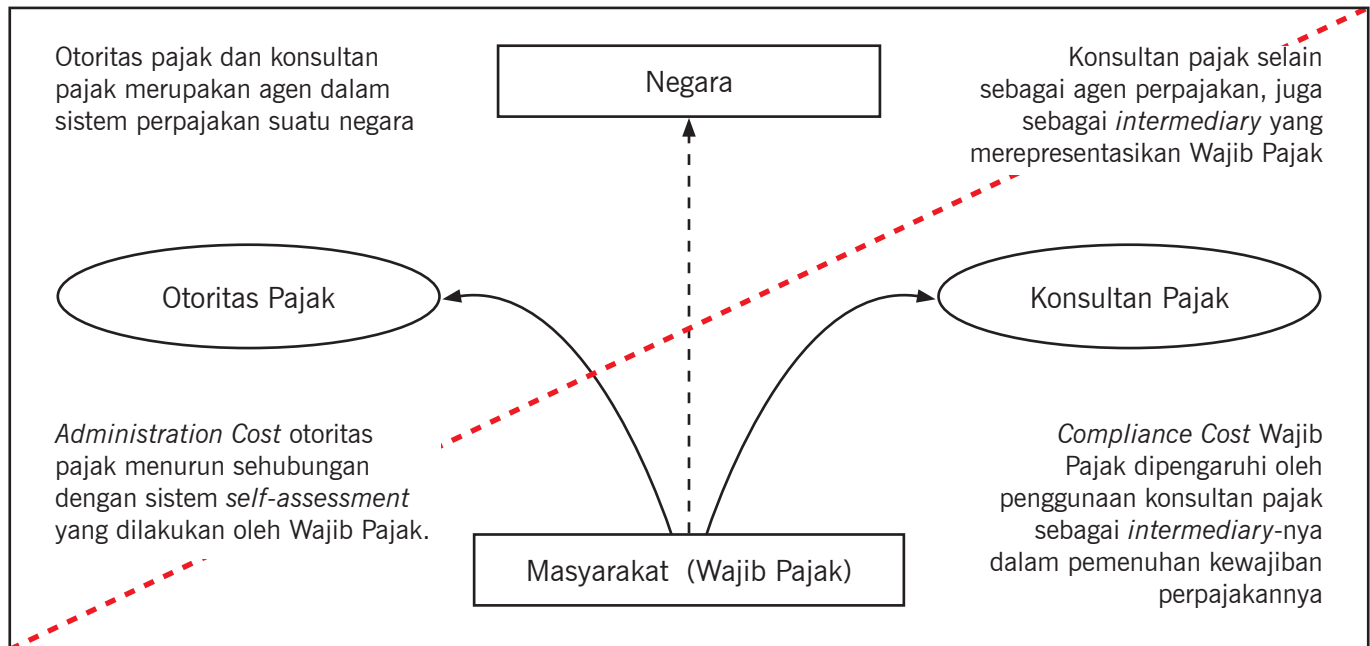 Otoritas pajak dan konsultan
pajak merupakan agen dalam
sistem perpajakan suatu negara
Negara
Konsultan pajak selain
sebagai agen perpajakan, juga
sebagai intermediary yang
merepresentasikan Wajib Pajak
Otoritas Pajak
Konsultan Pajak
Administration Cost otoritas
pajak menurun sehubungan
dengan sistem self-assessment
yang dilakukan oleh Wajib Pajak.
Masyarakat (Wajib Pajak)
Compliance Cost Wajib
Pajak dipengaruhi oleh
penggunaan konsultan pajak
sebagai intermediary-nya
dalam pemenuhan kewajiban
perpajakannya